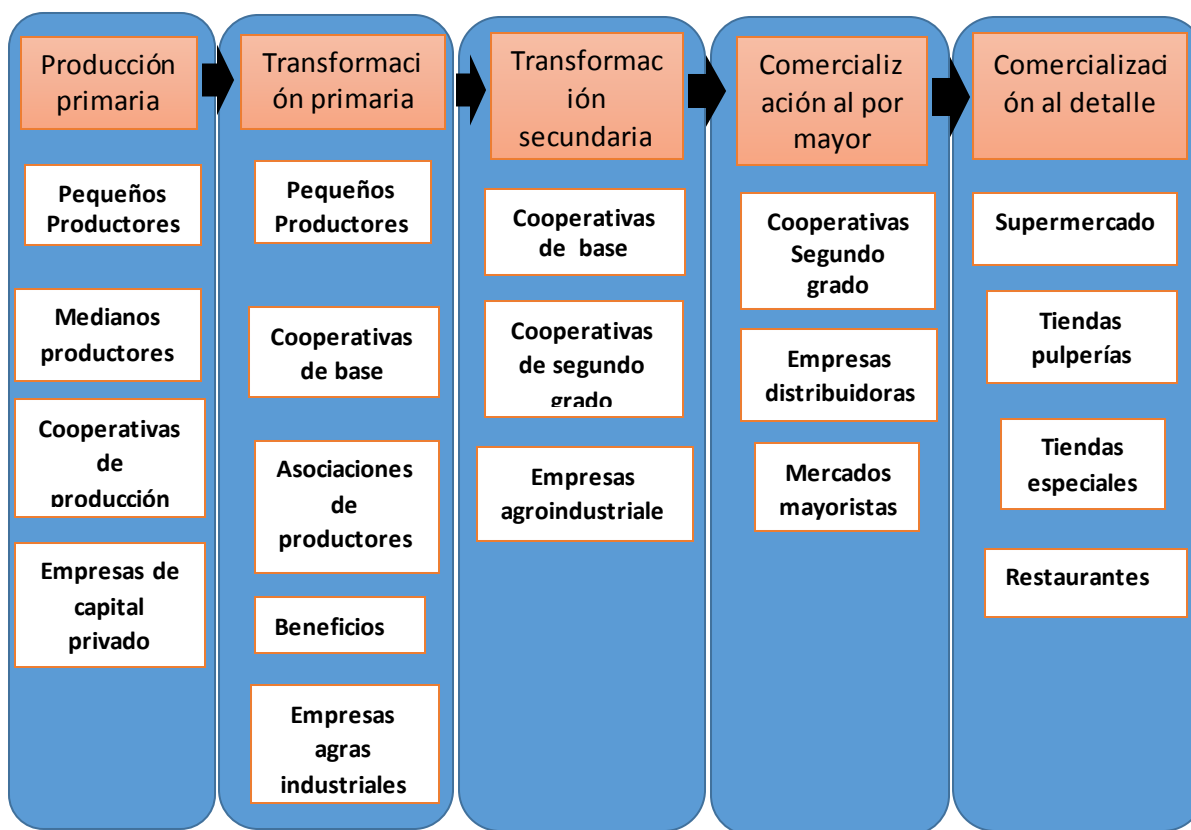 Producción
primaria
Pequeños
Productores
Medianos
productores
Cooperativas
de
producción
Empresas de
capital
privado
Transformaci
ón primaria
Pequeños
Productores
Cooperativas
de base
Asociaciones
de
productores
Beneficios
Empresas
agras
industriales
Transformac
ión
secundaria
Cooperativas
de base
Cooperativas
de segundo
grado
Empresas
agroindustriale
Comercializ
ación al por
mayor
Cooperativas
Segundo
grado
Empresas
distribuidoras
Mercados
mayoristas
Comercializaci
ón al detalle
Supermercado
Tiendas
pulperías
Tiendas
especiales
Restaurantes